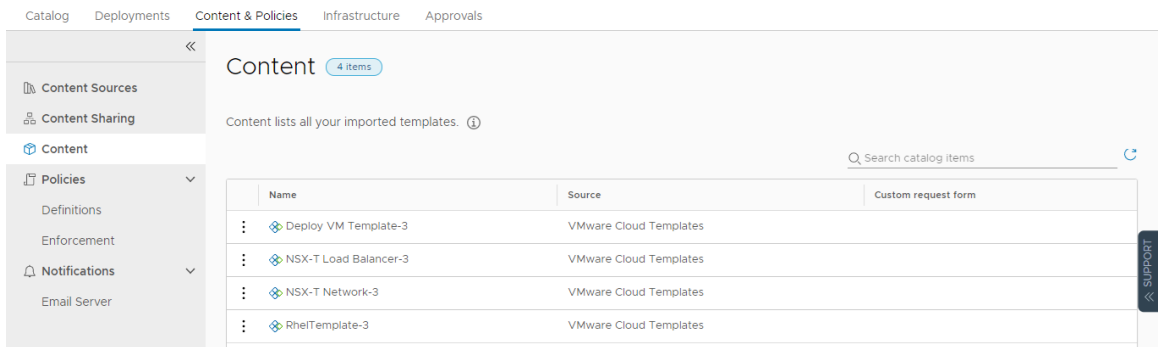 Catalog Deployments Content & Policies Infrastructure Approvals
Content Sources
Content Sharing
Content
Policies
Definitions
Enforcement
Notifications
Email Server
Content 4 items
Content lists all your imported templates.
Search catalog items
Name Source Custom request form
Deploy VM Template-3 VMware Cloud Templates
NSX-T Load Balancer-3 VMware Cloud Templates
NSX-T Network-3 VMware Cloud Templates
RhelTemplate-3 VMware Cloud Templates
SUPPORT